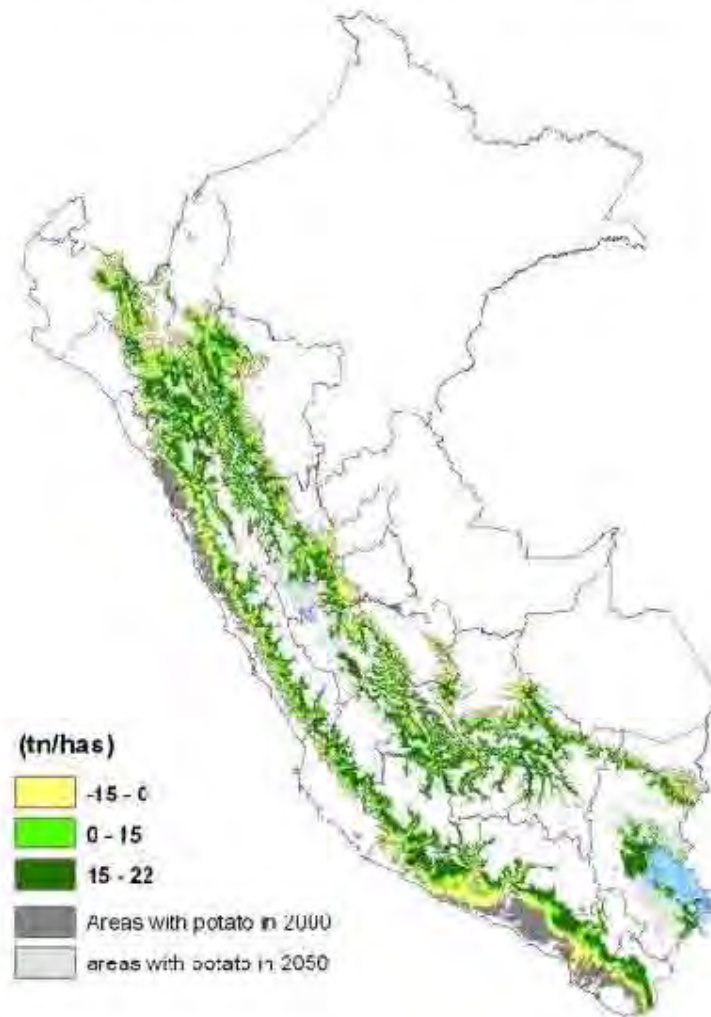 (tn/has)
-15 - 0
0 - 15
15 - 22
Areas with potato in 2000
areas with potato in 2050